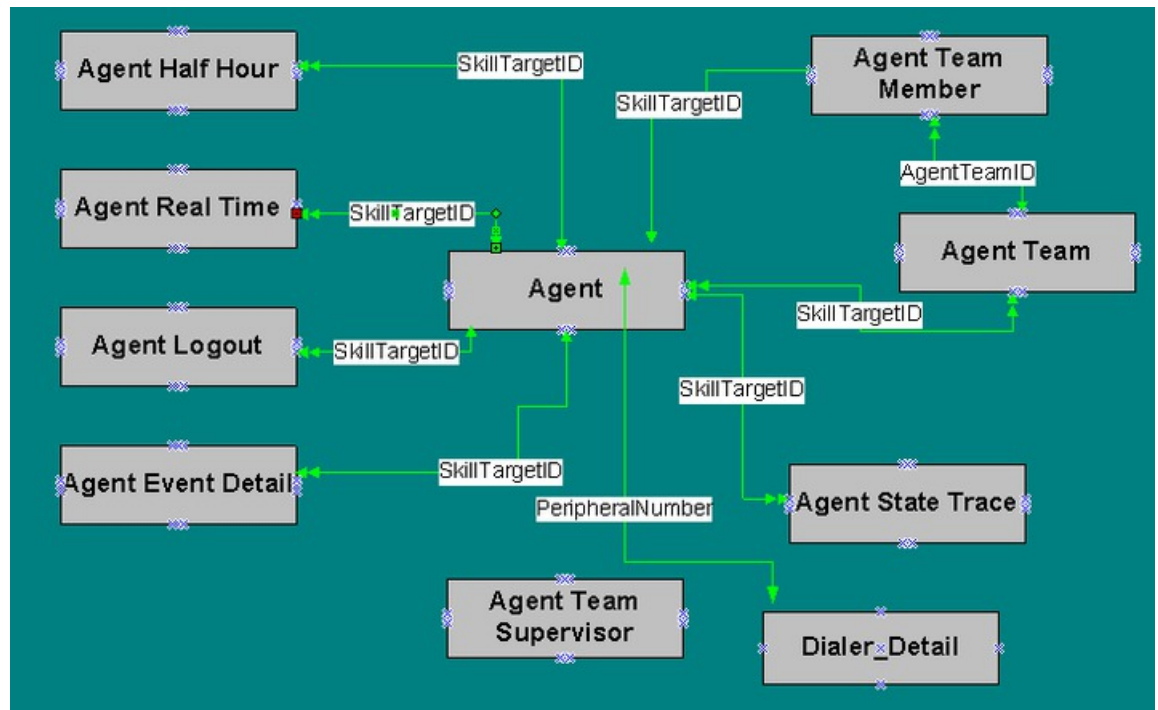 Agent Half Hour
SkillTargetID
Agent Team
Member
SkillTargetID
AgentTeamID
Agent Real Time
SkillTargetID
Agent Team
Agent
SkillTargetID
Agent Logout
SkillTargetID
SkillTargetID
Agent Event Detail
SkillTargetID
PeripheralNumber
Agent State Trace
Agent Team
Supervisor
Dialer_Detail